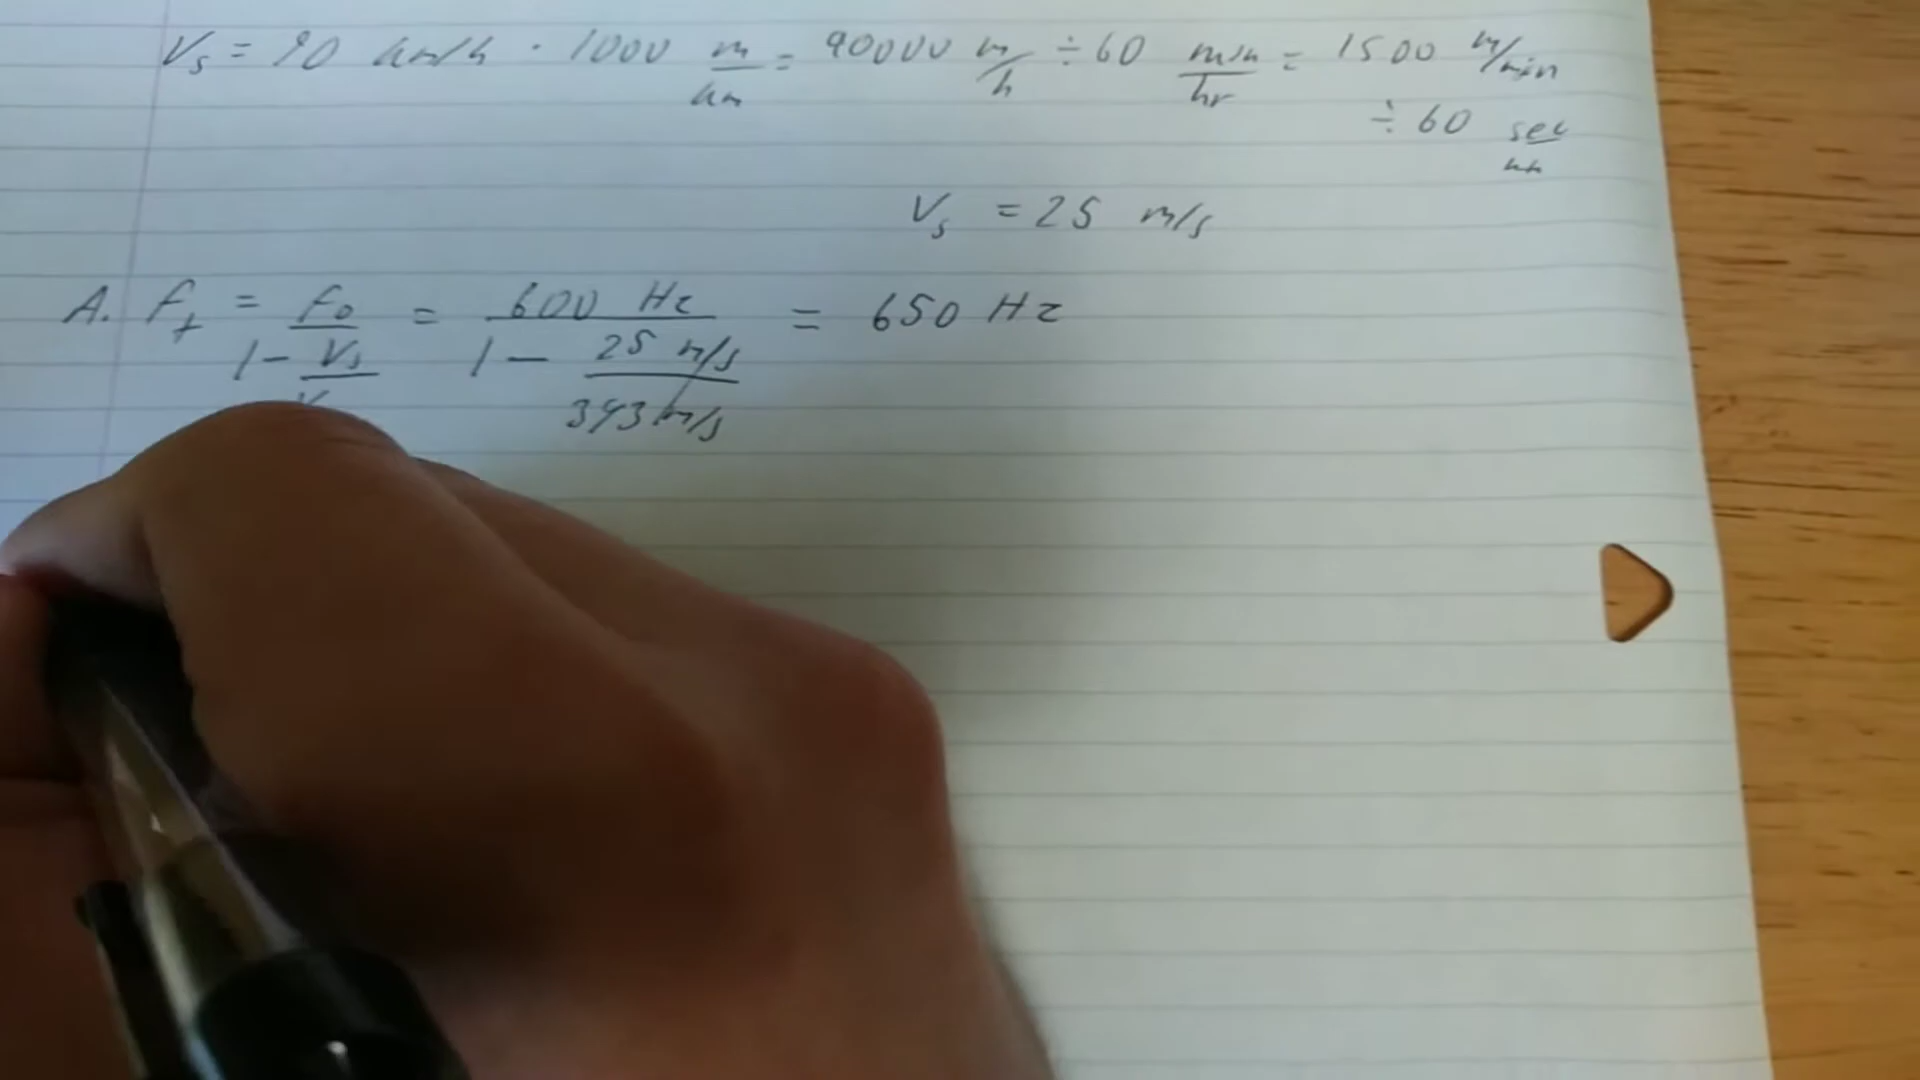 Vs = 90 km/h · 1000 m/km = 90000 m/h ÷ 60 min/hr = 1500 m/min
÷ 60 sec/min
Vs = 25 m/s
A. f+ = fo / 1 - Vs/V = 600 Hz / 1 - 25 m/s / 343 m/s = 650 Hz